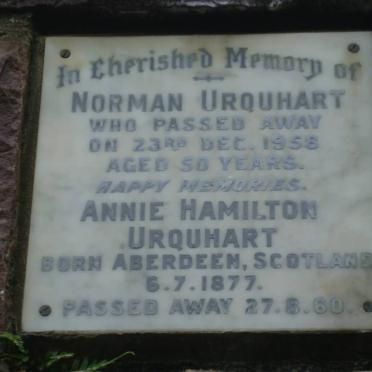 In Cherished Memory of
NORMAN URQUHART
WHO PASSED AWAY
ON 23RD DEC. 1958
AGED 50 YEARS.
HAPPY MEMORIES.
ANNIE HAMILTON
URQUHART
BORN ABERDEEN, SCOTLAND
6.7.1877.
PASSED AWAY 27.8.60.